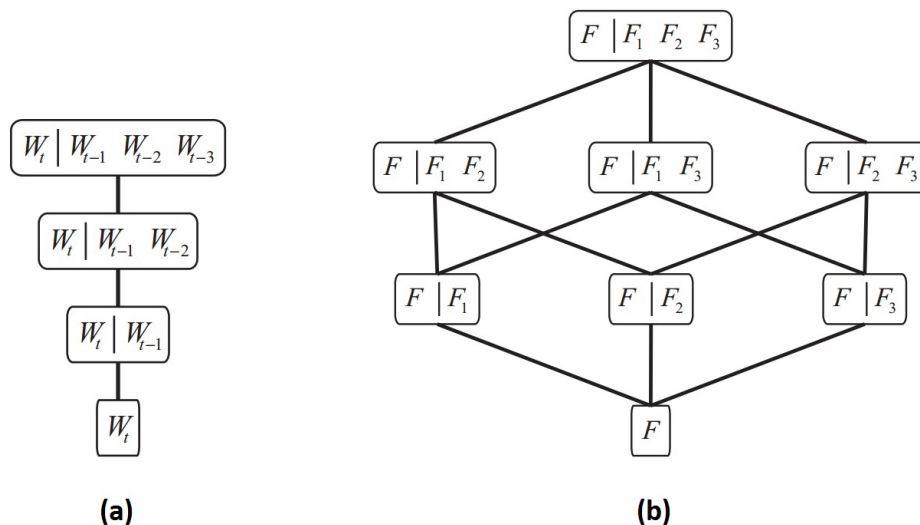 W_t | W_{t-1} W_{t-2} W_{t-3}
W_t | W_{t-1} W_{t-2}
W_t | W_{t-1}
W_t
(a)
F | F_1 F_2 F_3
F | F_1 F_2
F | F_1 F_3
F | F_2 F_3
F | F_1
F | F_2
F | F_3
F
(b)